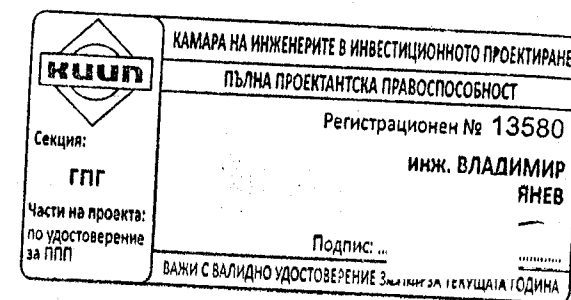 КАМАРА НА ИНЖЕНЕРИТЕ В ИНВЕСТИЦИОННОТО ПРОЕКТИРАНЕ
КИИП
ПЪЛНА ПРОЕКТАНТСКА ПРАВОСПОСОБНОСТ
Регистрационен № 13580
Секция:
ГПГ
инж. ВЛАДИМИР
ЯНЕВ
Части на проекта:
по удостоверение
за ППП
Подпис:
ВАЖИ С ВАЛИДНО УДОСТОВЕРЕНИЕ ЗА ТЕКУЩАТА ГОДИНА